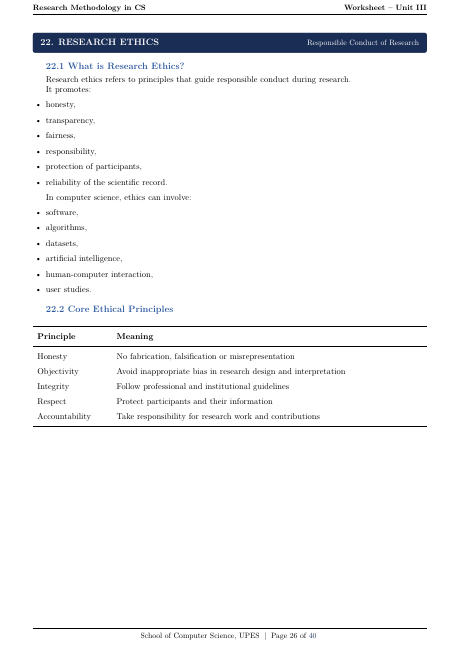 Research Methodology in CS Worksheet – Unit III
22. RESEARCH ETHICS Responsible Conduct of Research
22.1 What is Research Ethics?
Research ethics refers to principles that guide responsible conduct during research.
It promotes:
• honesty,
• transparency,
• fairness,
• responsibility,
• protection of participants,
• reliability of the scientific record.
In computer science, ethics can involve:
• software,
• algorithms,
• datasets,
• artificial intelligence,
• human-computer interaction,
• user studies.
22.2 Core Ethical Principles
Principle Meaning
Honesty No fabrication, falsification or misrepresentation
Objectivity Avoid inappropriate bias in research design and interpretation
Integrity Follow professional and institutional guidelines
Respect Protect participants and their information
Accountability Take responsibility for research work and contributions
School of Computer Science, UPES | Page 26 of 40